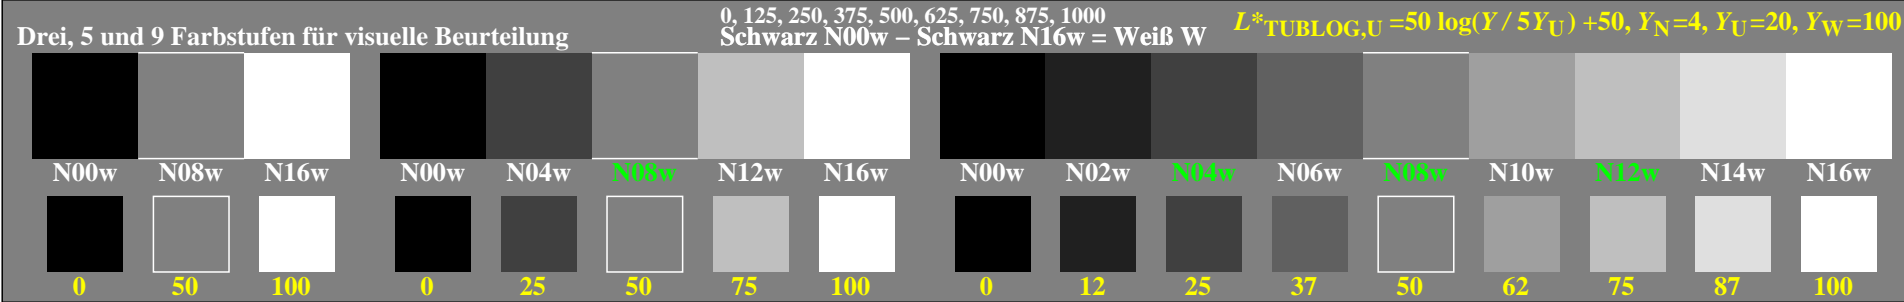 0, 125, 250, 375, 500, 625, 750, 875, 1000
Drei, 5 und 9 Farbstufen für visuelle Beurteilung
Schwarz N00w – Schwarz N16w = Weiß W
L*TUBLOG,U =50 log(Y / 5YU) +50, YN=4, YU=20, YW=100
N00w N08w N16w N00w N04w N08w N12w N16w N00w N02w N04w N06w N08w N10w N12w N14w N16w
0 50 100 0 25 50 75 100 0 12 25 37 50 62 75 87 100